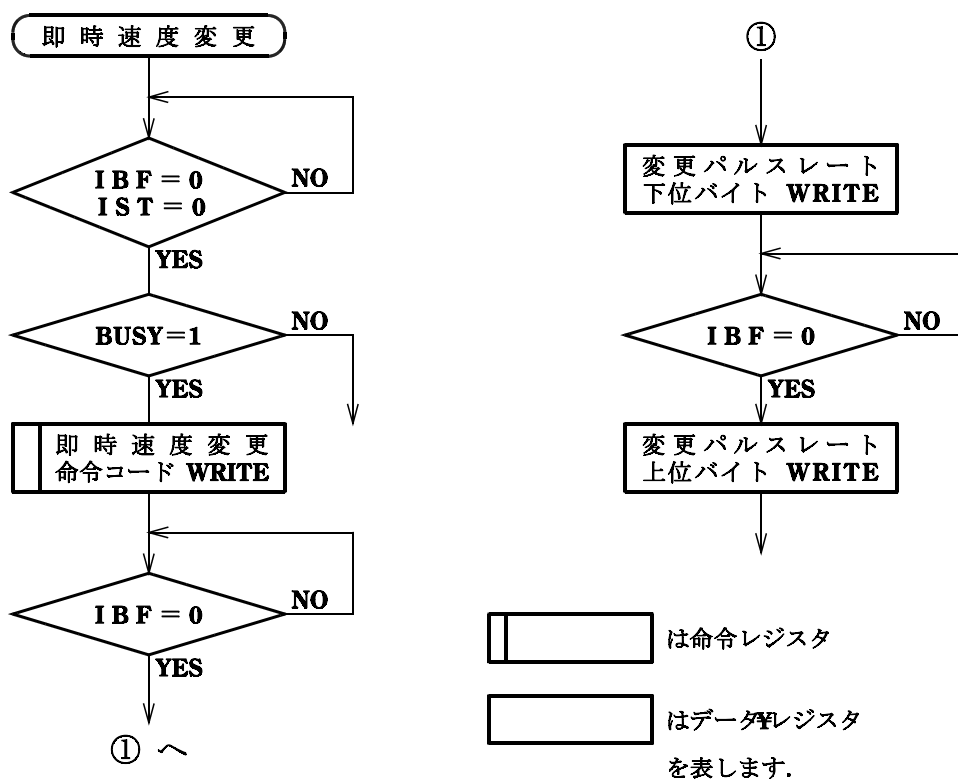 即時速度変更
IBF=0
IST=0
NO
YES
BUSY=1
NO
YES
即時速度変更
命令コード WRITE
IBF=0
NO
YES
①へ
①
変更パルスレート
下位バイト WRITE
IBF=0
NO
YES
変更パルスレート
上位バイト WRITE
は命令レジスタ
はデータ¥レジスタ
を表します.